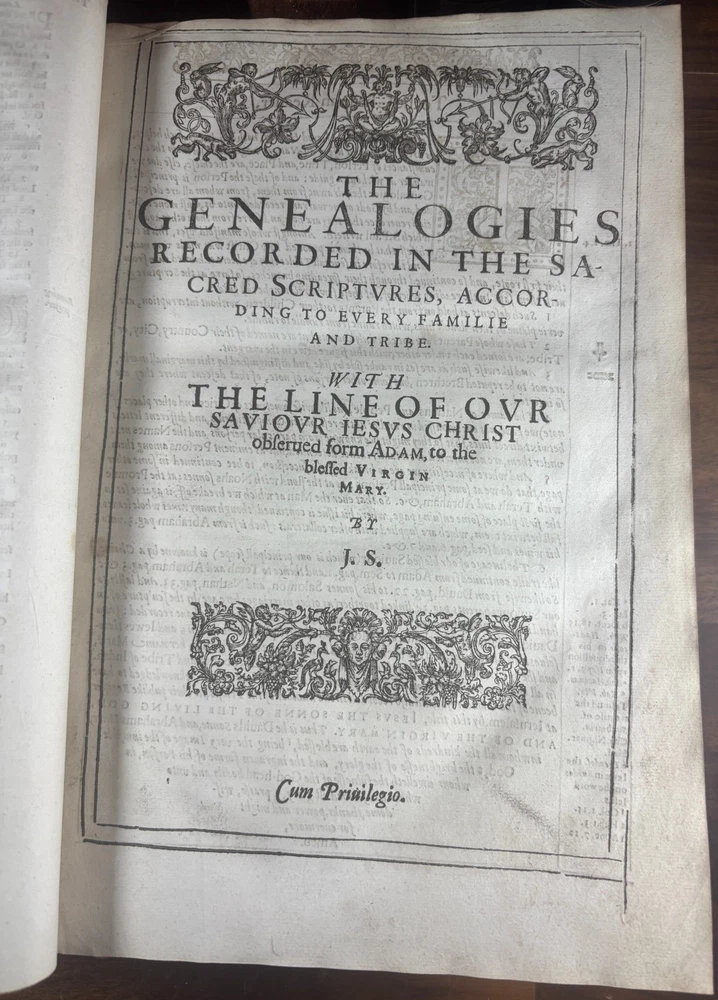 THE
GENEALOGIES
RECORDED IN THE SA-
CRED SCRIPTVRES, ACCOR-
DING TO EVERY FAMILIE
AND TRIBE.
WITH
THE LINE OF OVR
SAVIOVR IESVS CHRIST
obſerued form ADAM, to the
bleſſed VIRGIN
MARY.
BY
J. S.
Cum Priuilegio.